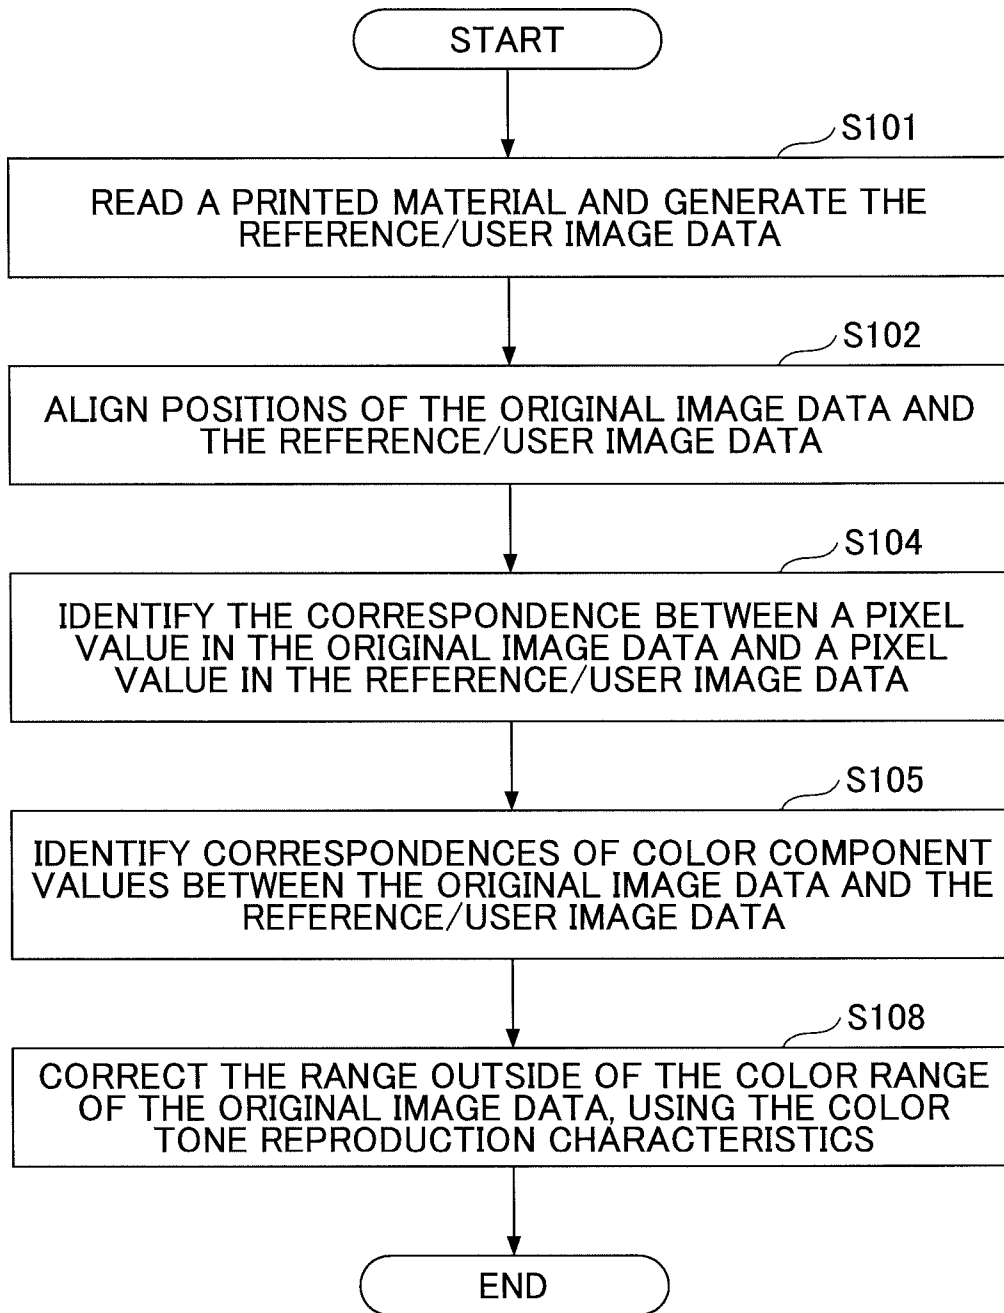 START
S101
READ A PRINTED MATERIAL AND GENERATE THE
REFERENCE/USER IMAGE DATA
S102
ALIGN POSITIONS OF THE ORIGINAL IMAGE DATA AND
THE REFERENCE/USER IMAGE DATA
S104
IDENTIFY THE CORRESPONDENCE BETWEEN A PIXEL
VALUE IN THE ORIGINAL IMAGE DATA AND A PIXEL
VALUE IN THE REFERENCE/USER IMAGE DATA
S105
IDENTIFY CORRESPONDENCES OF COLOR COMPONENT
VALUES BETWEEN THE ORIGINAL IMAGE DATA AND THE
REFERENCE/USER IMAGE DATA
S108
CORRECT THE RANGE OUTSIDE OF THE COLOR RANGE
OF THE ORIGINAL IMAGE DATA, USING THE COLOR
TONE REPRODUCTION CHARACTERISTICS
END